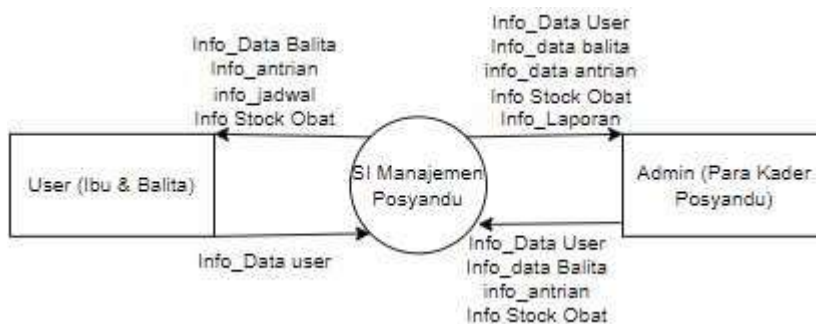 Info_Data Balita
Info_antrian
info_jadwal
Info Stock Obat
Info_Data User
Info_data balita
info_data antrian
Info Stock Obat
Info_Laporan
User (Ibu & Balita)
SI Manajemen
Posyandu
Admin (Para Kader
Posyandu)
Info_Data user
Info_Data User
Info_data Balita
info_antrian
Info Stock Obat